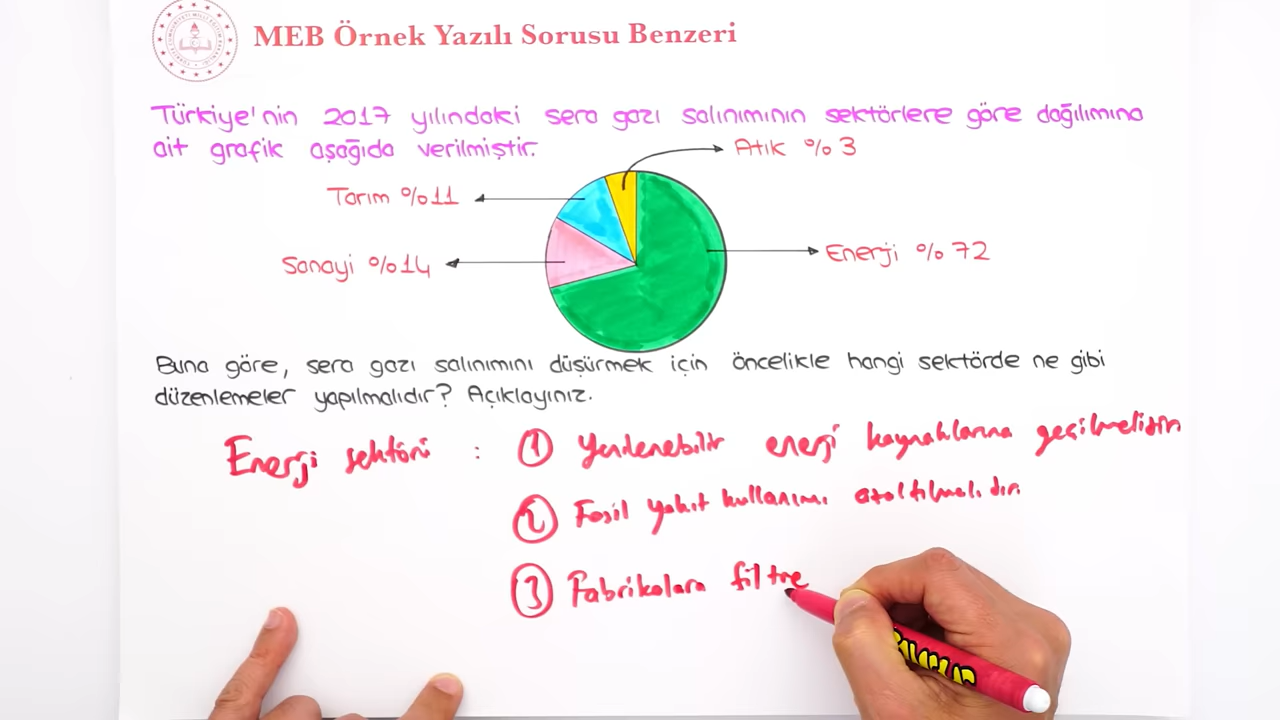 MEB Örnek Yazılı Sorusu Benzeri
Türkiye'nin 2017 yılındaki sera gazı salınımının sektörlere göre dağılımına
ait grafik aşağıda verilmiştir.
Atık %3
Tarım %11
Enerji %72
Sanayi %14
Buna göre, sera gazı salınımını düşürmek için öncelikle hangi sektörde ne gibi
düzenlemeler yapılmalıdır? Açıklayınız.
Enerji sektörü : 1 Yenilenebilir enerji kaynaklarına geçilmelidir
2 Fosil yakıt kullanımı azaltılmalıdır.
3 Fabrikalara filtre